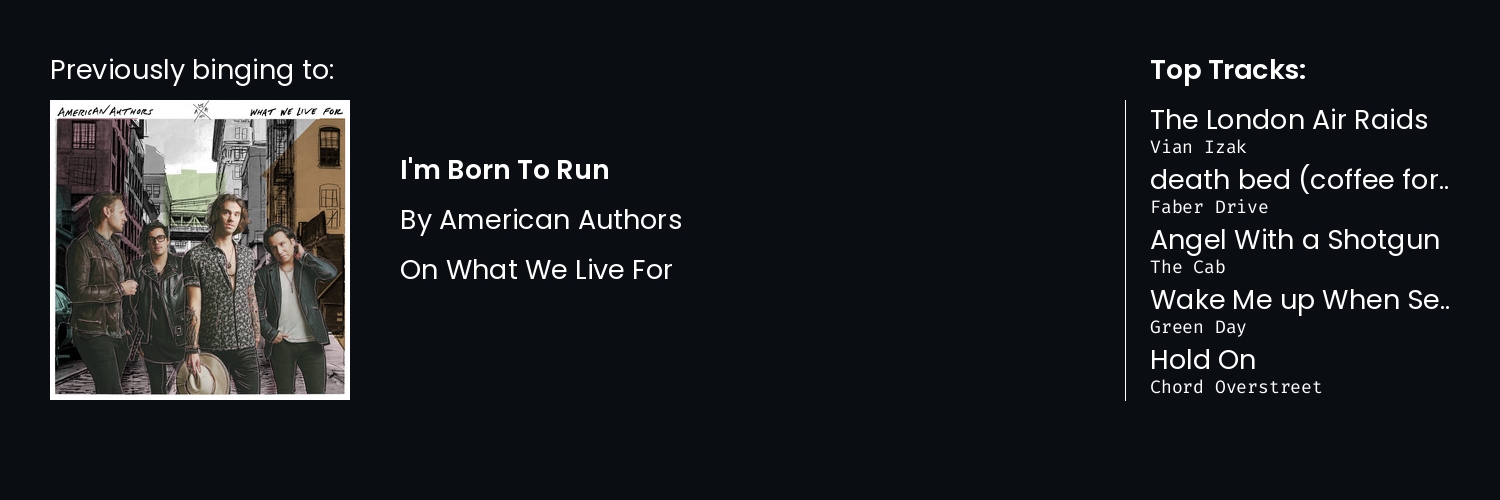 Previously binging to:
AMERICAN AUTHORS
WHAT WE LIVE FOR
I'm Born To Run
By American Authors
On What We Live For
Top Tracks:
The London Air Raids
Vian Izak
death bed (coffee for..
Faber Drive
Angel With a Shotgun
The Cab
Wake Me up When Se..
Green Day
Hold On
Chord Overstreet